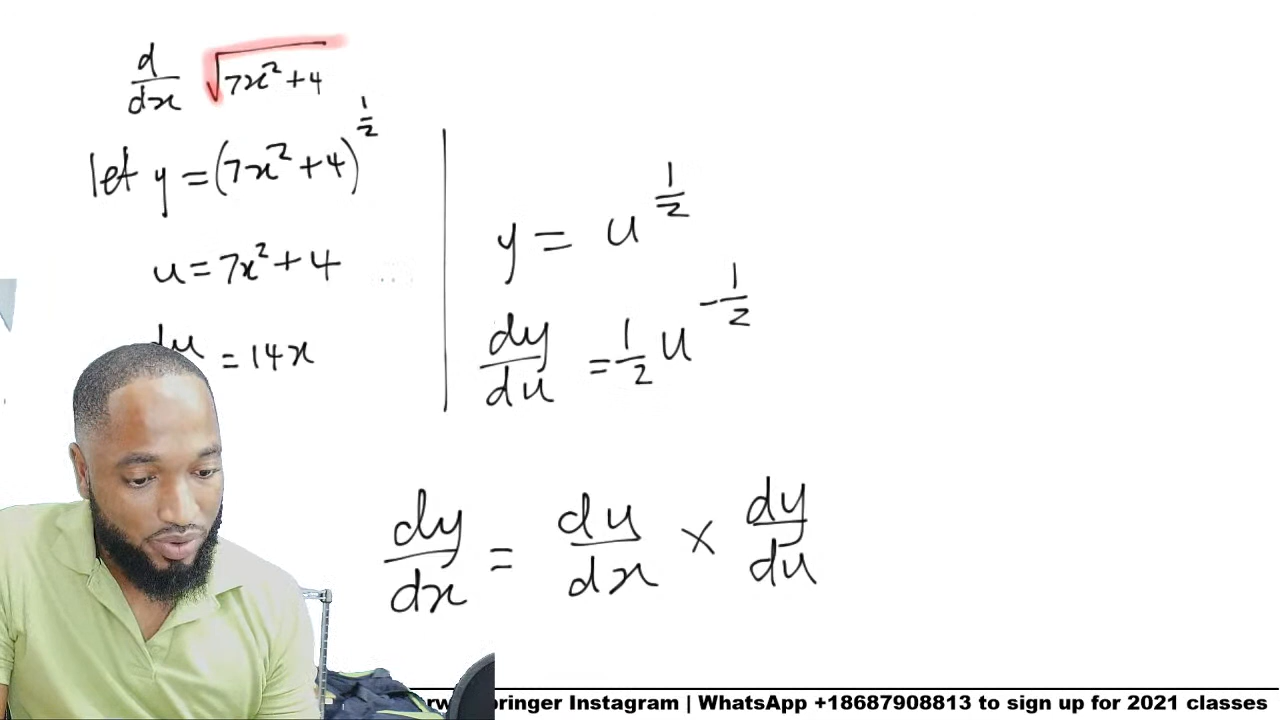 d/dx √7x²+4
let y = (7x²+4)^1/2
u = 7x²+4
du = 14x
y = u^1/2
dy/du = 1/2 u^-1/2
dy/dx = du/dx × dy/du
Instagram | WhatsApp +18687908813 to sign up for 2021 classes